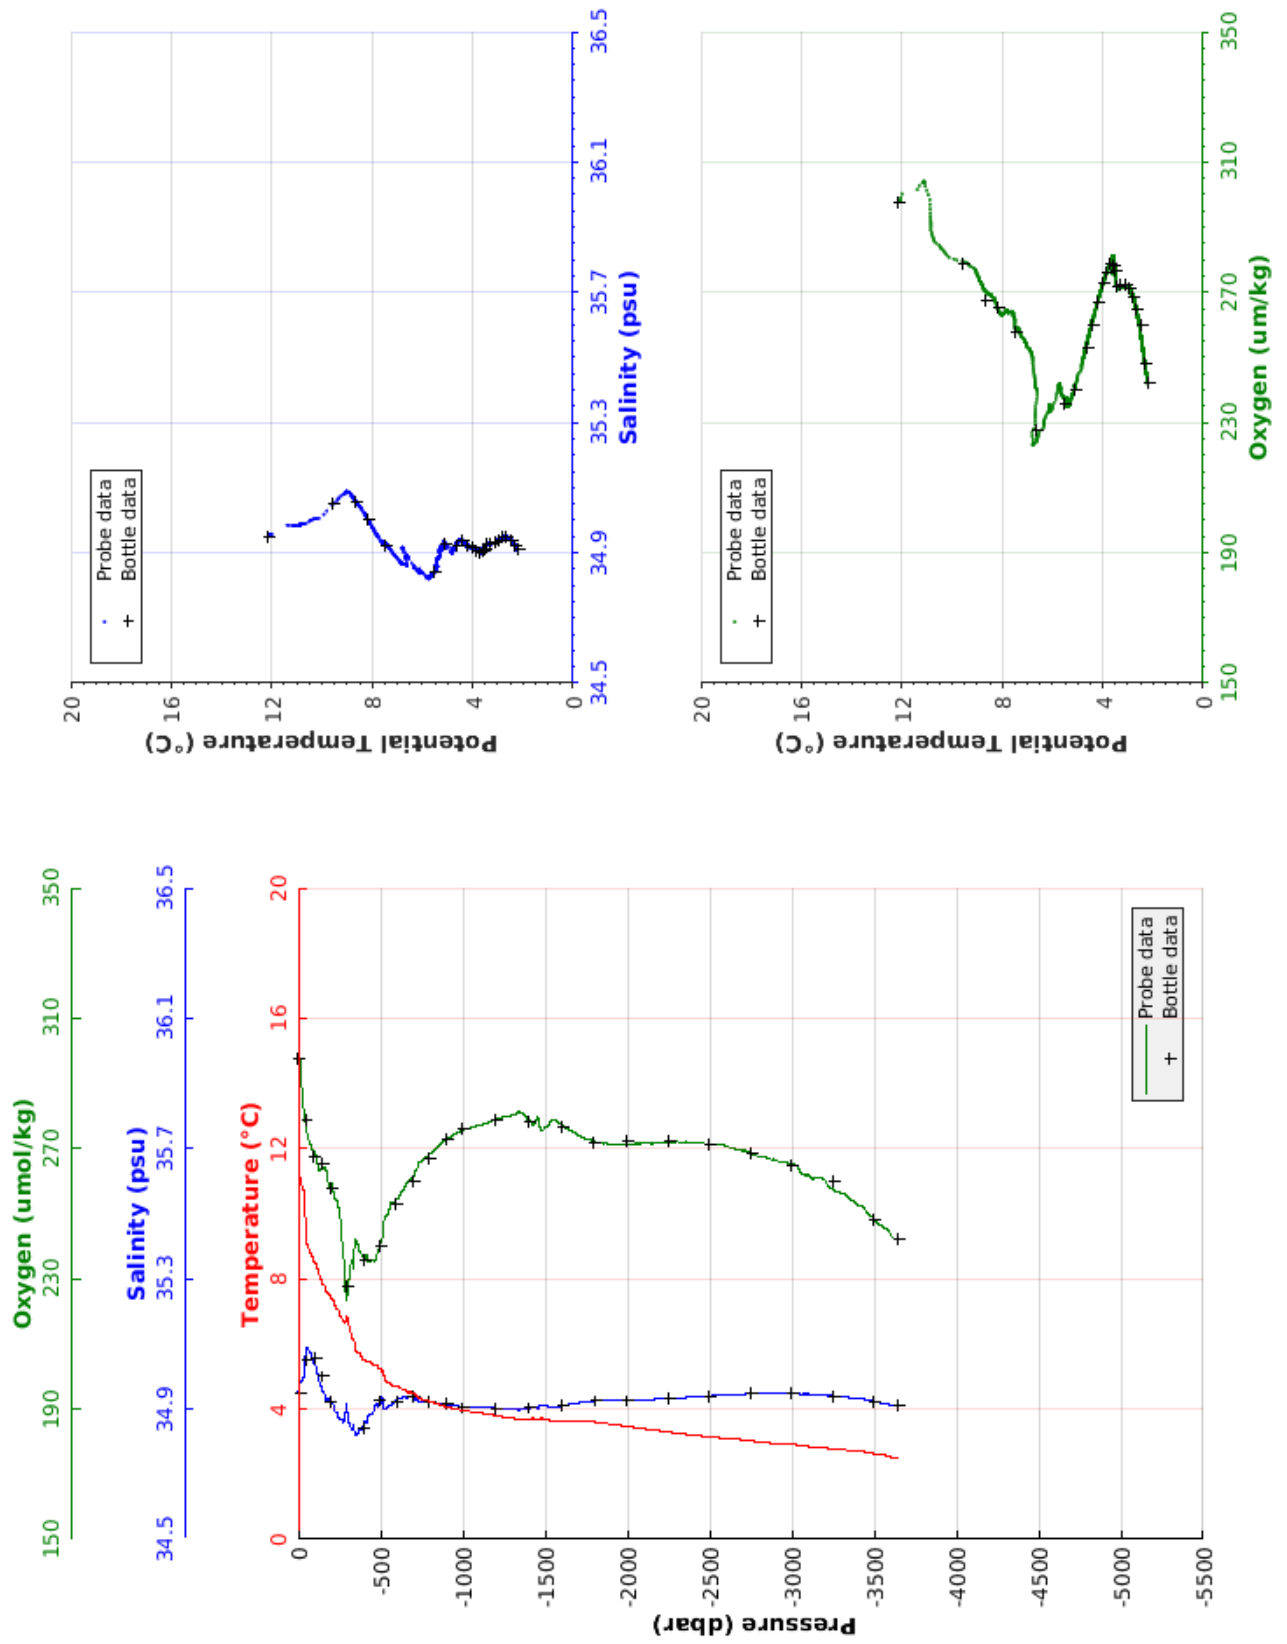 Oxygen (umol/kg)
150 190 230 270 310 350
Salinity (psu)
34.5 34.9 35.3 35.7 36.1 36.5
Temperature (°C)
0 4 8 12 16 20
Pressure (dbar)
0
-500
-1000
-1500
-2000
-2500
-3000
-3500
-4000
-4500
-5000
-5500
Probe data
Bottle data
Potential Temperature (°C)
20
16
12
8
4
0
Probe data
Bottle data
34.5 34.9 35.3 35.7 36.1 36.5
Salinity (psu)
Potential Temperature (°C)
20
16
12
8
4
0
Probe data
Bottle data
150 190 230 270 310 350
Oxygen (um/kg)